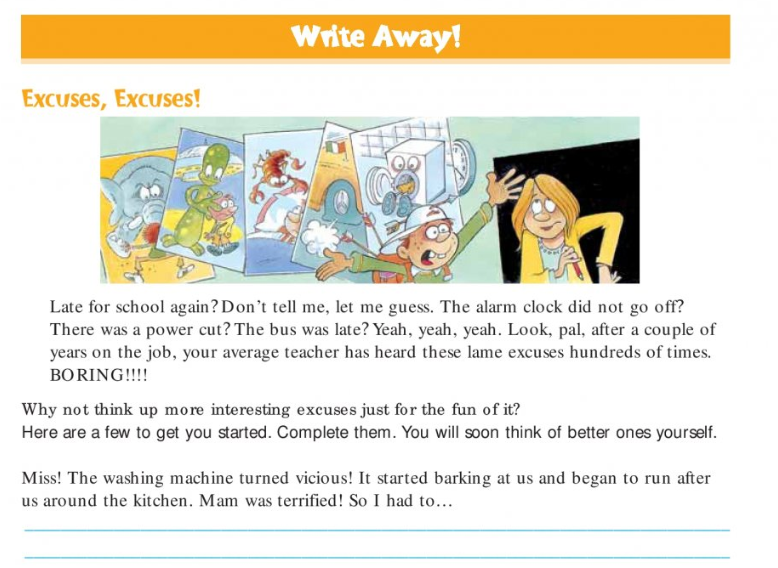 Write Away!
Excuses, Excuses!
Late for school again? Don't tell me, let me guess. The alarm clock did not go off?
There was a power cut? The bus was late? Yeah, yeah, yeah. Look, pal, after a couple of
years on the job, your average teacher has heard these lame excuses hundreds of times.
BORING!!!!
Why not think up more interesting excuses just for the fun of it?
Here are a few to get you started. Complete them. You will soon think of better ones yourself.
Miss! The washing machine turned vicious! It started barking at us and began to run after
us around the kitchen. Mam was terrified! So I had to…